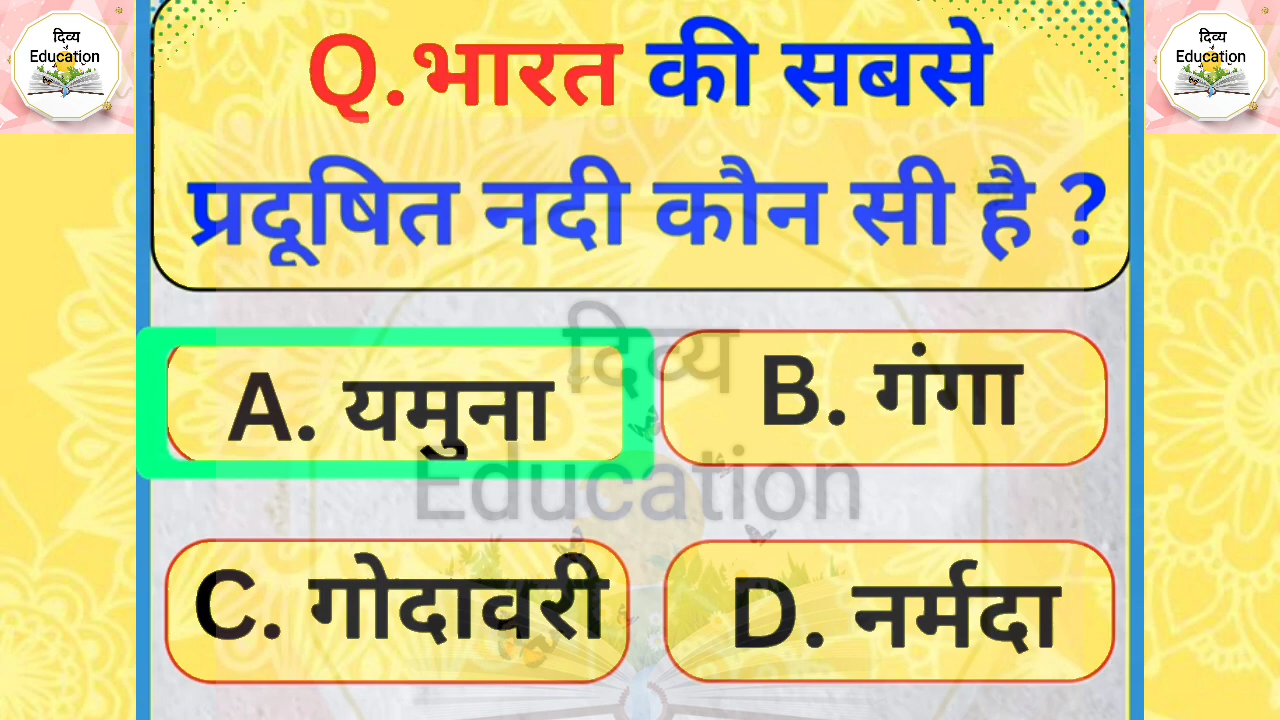 दिव्य
Education
दिव्य
Education
Q.भारत की सबसे
प्रदूषित नदी कौन सी है ?
A. यमुना
B. गंगा
दिव्य
Education
C. गोदावरी
D. नर्मदा